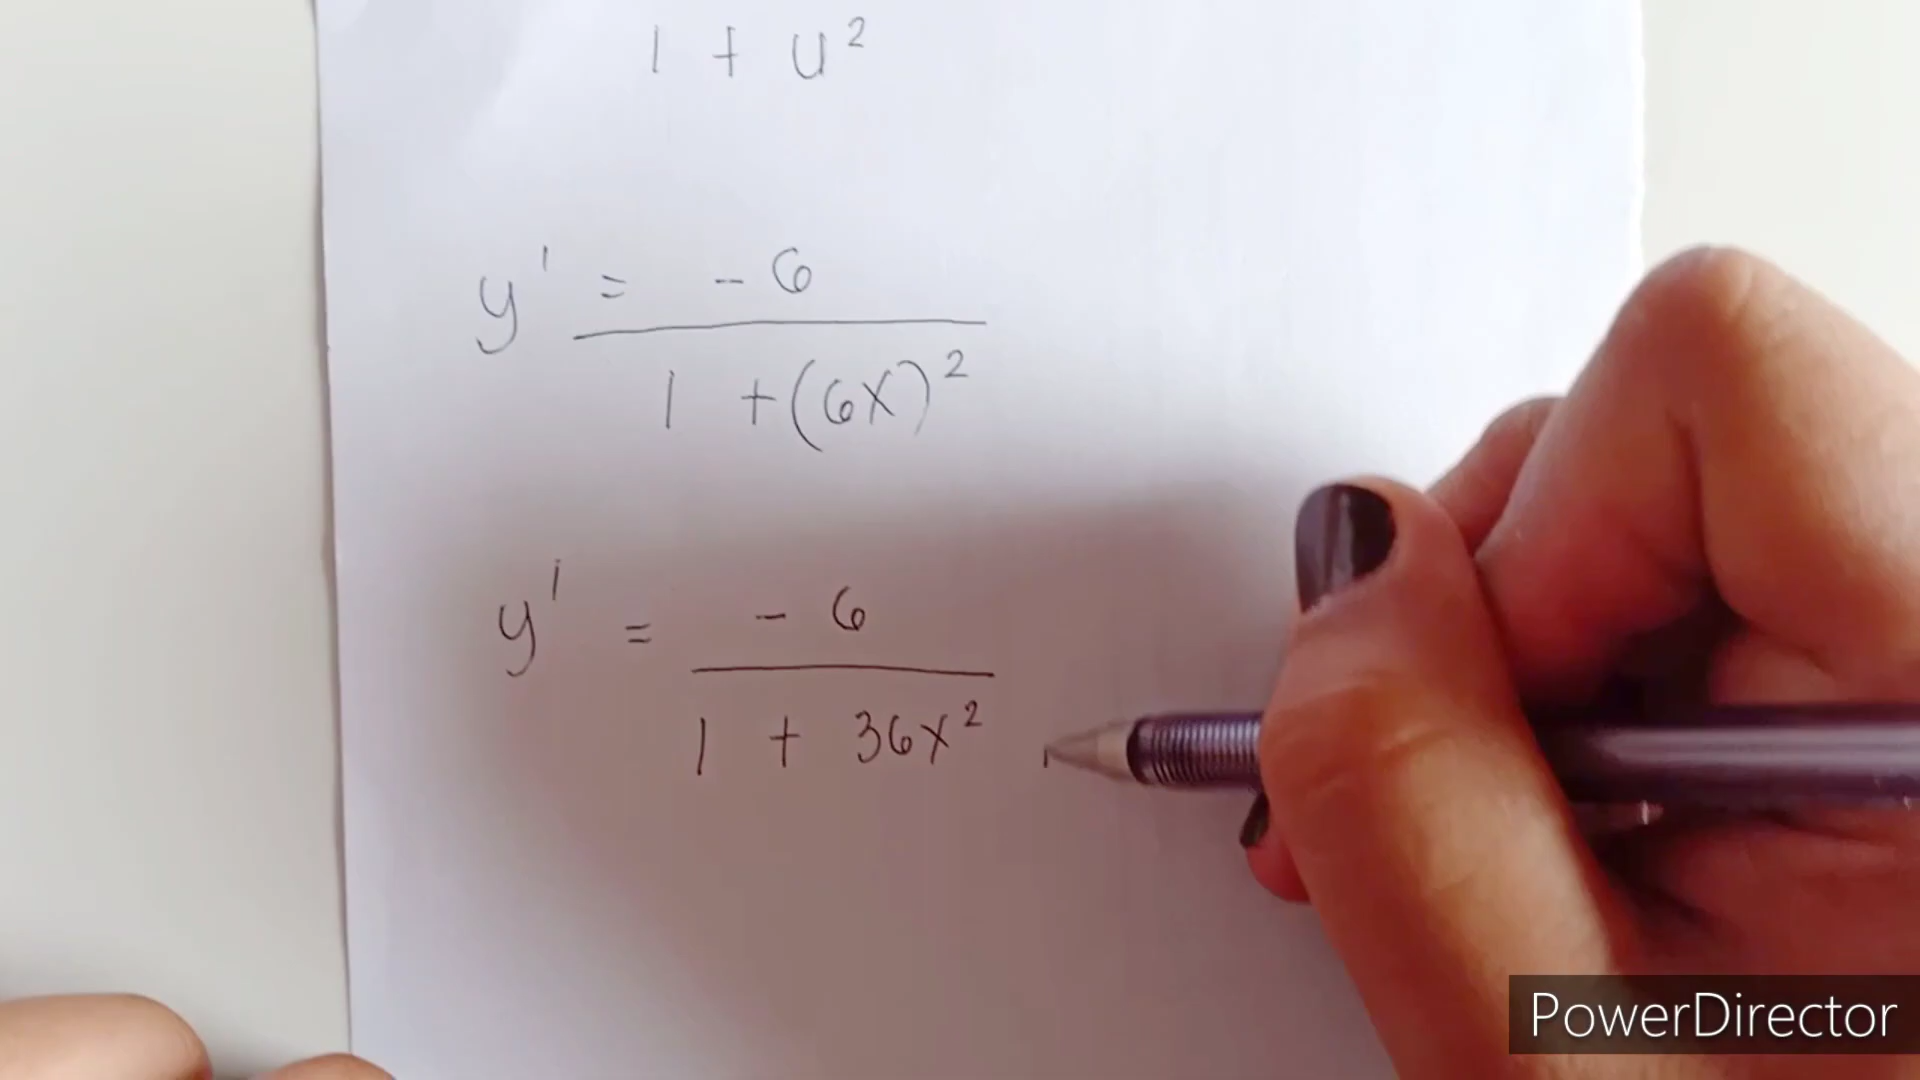 1 + u²
y' = - 6
1 + (6x)²
y' = - 6
1 + 36x²
PowerDirector